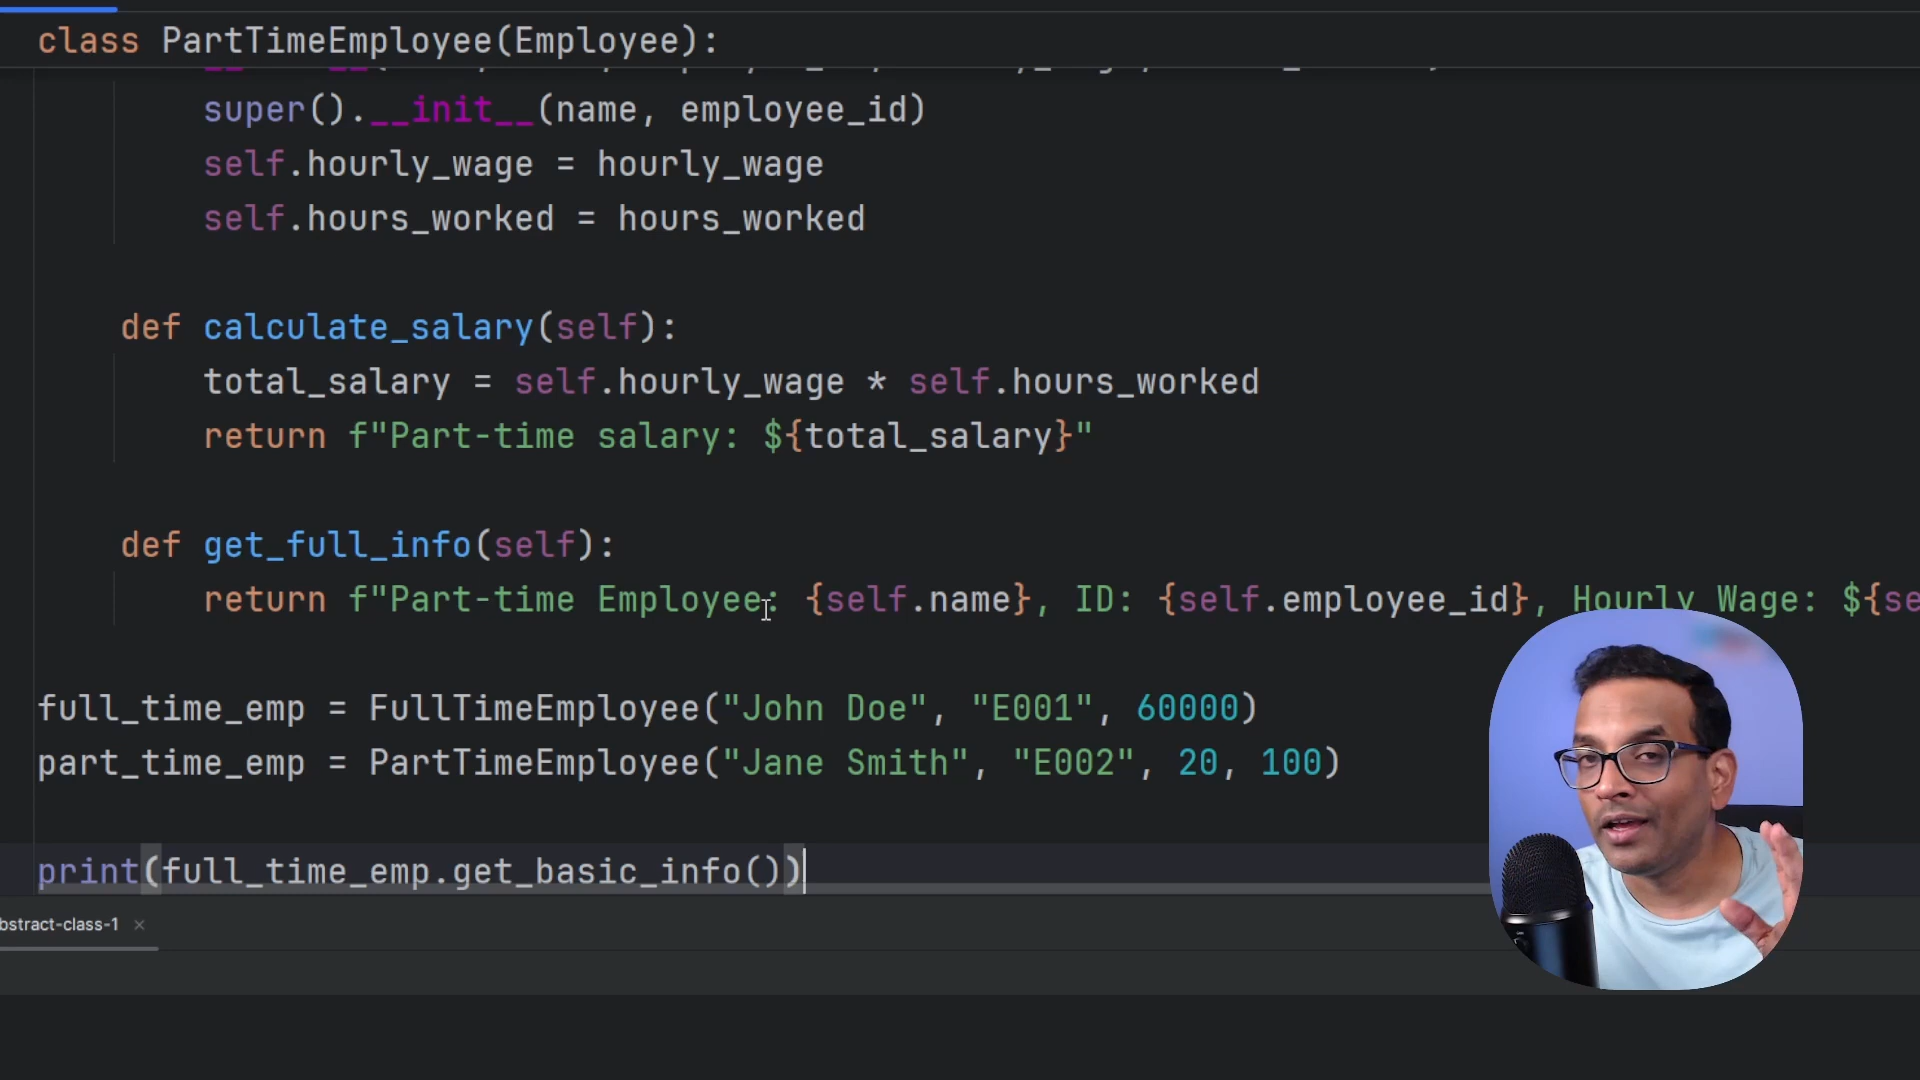 class PartTimeEmployee(Employee):
super().__init__(name, employee_id)
self.hourly_wage = hourly_wage
self.hours_worked = hours_worked
def calculate_salary(self):
total_salary = self.hourly_wage * self.hours_worked
return f"Part-time salary: ${total_salary}"
def get_full_info(self):
return f"Part-time Employee: {self.name}, ID: {self.employee_id}, Hourly Wage: ${se
full_time_emp = FullTimeEmployee("John Doe", "E001", 60000)
part_time_emp = PartTimeEmployee("Jane Smith", "E002", 20, 100)
print(full_time_emp.get_basic_info())
bstract-class-1 ×